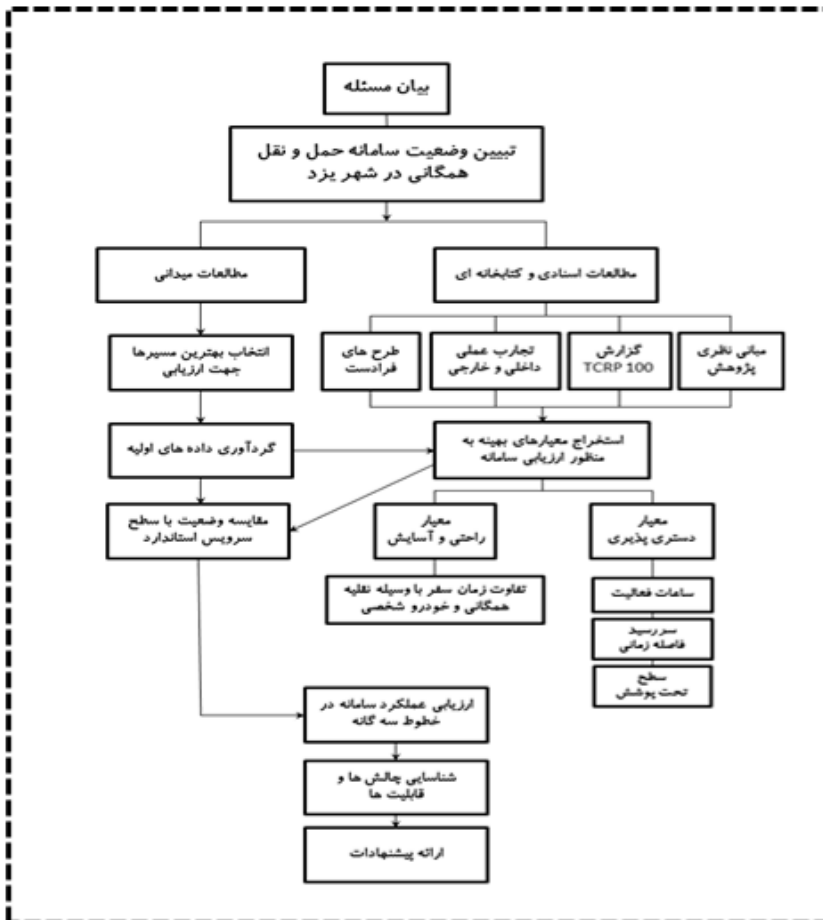 بیان مسئله
تبیین وضعیت سامانه حمل و نقل
همگانی در شهر یزد
مطالعات اسنادی و کتابخانه ای
مطالعات میدانی
مبانی نظری
پژوهش
گزارش
TCRP 100
تجارب عملی
داخلی و خارجی
طرح های
فرادست
انتخاب بهترین مسیرها
جهت ارزیابی
استخراج معیارهای بهینه به
منظور ارزیابی سامانه
گردآوری داده های اولیه
معیار
دستری پذیری
معیار
راحتی و آسایش
مقایسه وضعیت با سطح
سرویس استاندارد
ساعات فعالیت
تفاوت زمان سفر با وسیله نقلیه
همگانی و خودرو شخصی
سررسید
فاصله زمانی
سطح
تحت پوشش
ارزیابی عملکرد سامانه در
خطوط سه گانه
شناسایی چالش ها و
قابلیت ها
ارائه پیشنهادات